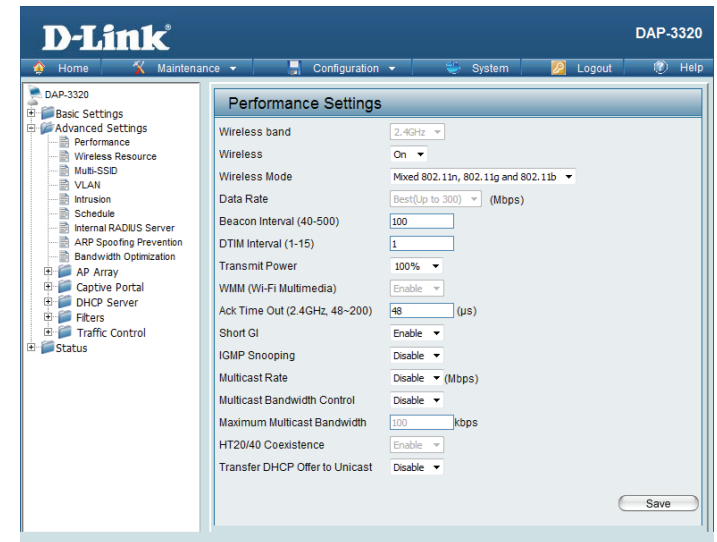 D-Link®
DAP-3320
Home Maintenance Configuration System Logout Help
DAP-3320
Basic Settings
Advanced Settings
Performance
Wireless Resource
Multi-SSID
VLAN
Intrusion
Schedule
Internal RADIUS Server
ARP Spoofing Prevention
Bandwidth Optimization
AP Array
Captive Portal
DHCP Server
Filters
Traffic Control
Status
Performance Settings
Wireless band 2.4GHz
Wireless On
Wireless Mode Mixed 802.11n, 802.11g and 802.11b
Data Rate Best(Up to 300) (Mbps)
Beacon Interval (40-500) 100
DTIM Interval (1-15) 1
Transmit Power 100%
WMM (Wi-Fi Multimedia) Enable
Ack Time Out (2.4GHz, 48~200) 48 (µs)
Short GI Enable
IGMP Snooping Disable
Multicast Rate Disable (Mbps)
Multicast Bandwidth Control Disable
Maximum Multicast Bandwidth 100 kbps
HT20/40 Coexistence Enable
Transfer DHCP Offer to Unicast Disable
Save